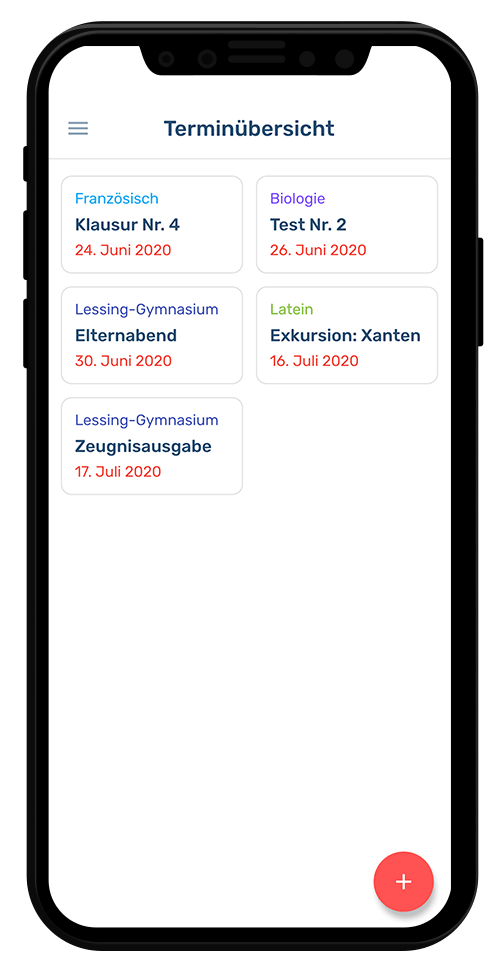 Terminübersicht
Französisch
Klausur Nr. 4
24. Juni 2020
Biologie
Test Nr. 2
26. Juni 2020
Lessing-Gymnasium
Elternabend
30. Juni 2020
Latein
Exkursion: Xanten
16. Juli 2020
Lessing-Gymnasium
Zeugnisausgabe
17. Juli 2020
+